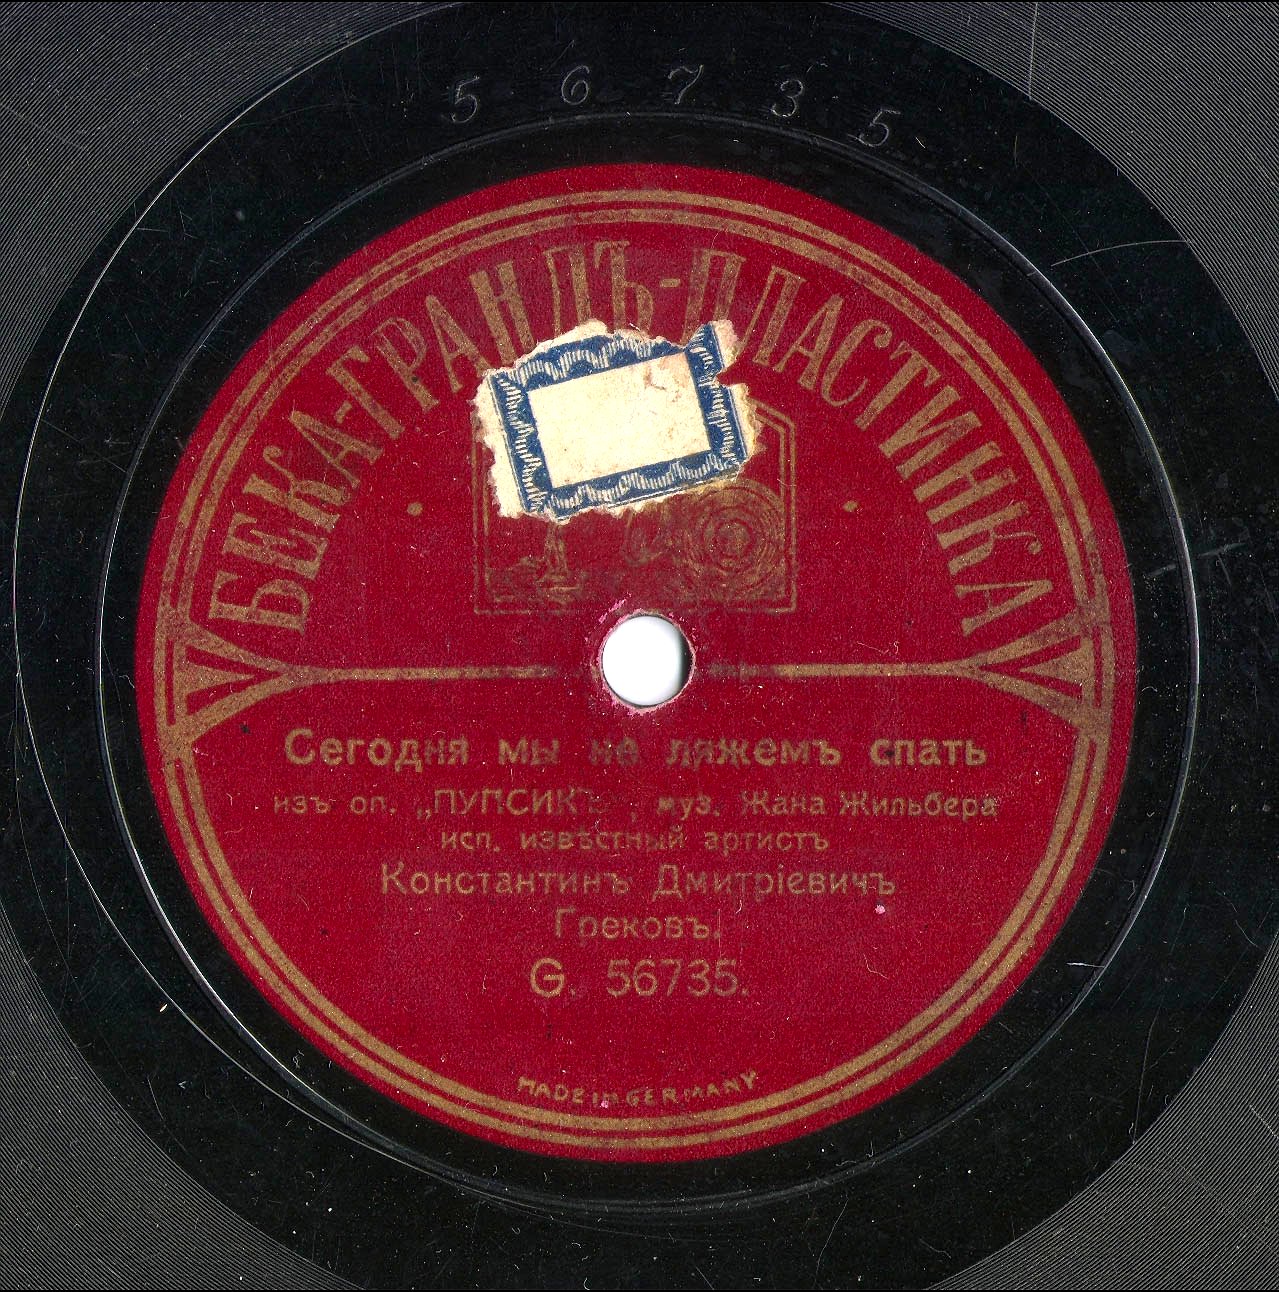 5 6 7 3 5
БЕКА-ГРАНДЪ-ПЛАСТИНКА
Сегодня мы не ляжемъ спать
изъ оп. „ПУПСИКЪ", муз. Жана Жильбера
исп. извѣстный артистъ
Константинъ Дмитріевичъ
Грековъ.
G. 56735.
MADE IN GERMANY